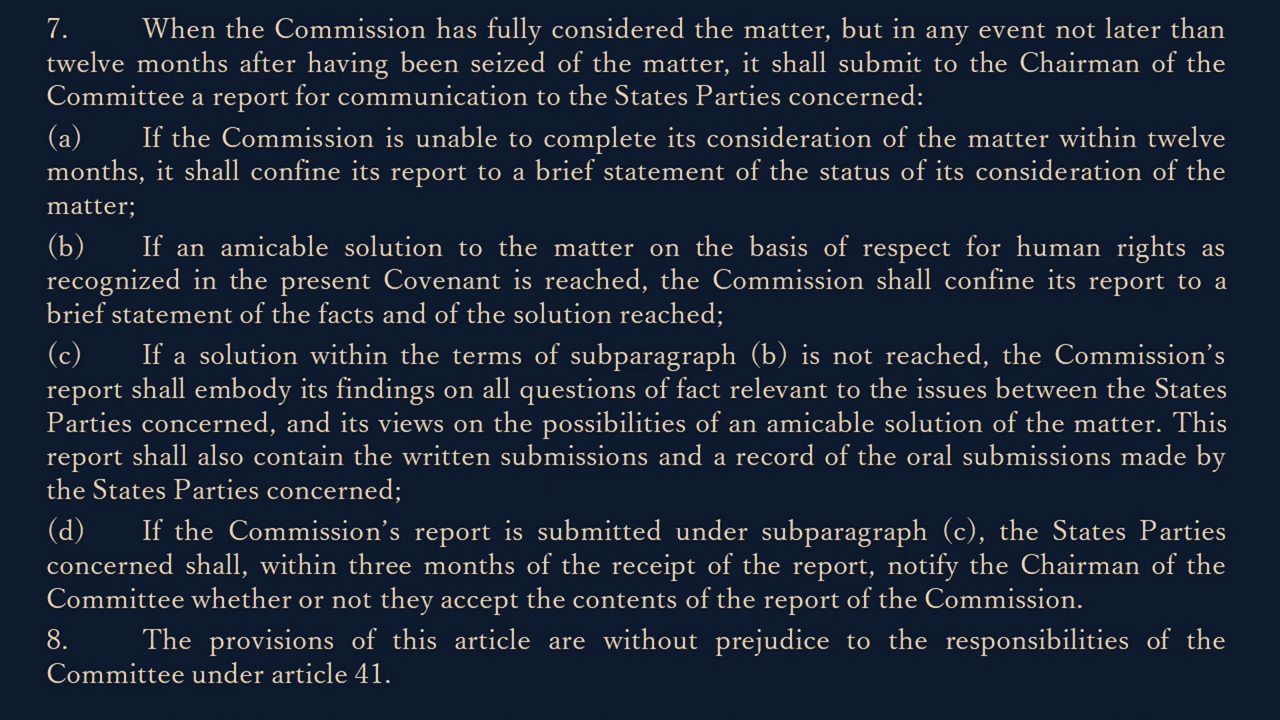 7. When the Commission has fully considered the matter, but in any event not later than
twelve months after having been seized of the matter, it shall submit to the Chairman of the
Committee a report for communication to the States Parties concerned:
(a) If the Commission is unable to complete its consideration of the matter within twelve
months, it shall confine its report to a brief statement of the status of its consideration of the
matter;
(b) If an amicable solution to the matter on the basis of respect for human rights as
recognized in the present Covenant is reached, the Commission shall confine its report to a
brief statement of the facts and of the solution reached;
(c) If a solution within the terms of subparagraph (b) is not reached, the Commission’s
report shall embody its findings on all questions of fact relevant to the issues between the States
Parties concerned, and its views on the possibilities of an amicable solution of the matter. This
report shall also contain the written submissions and a record of the oral submissions made by
the States Parties concerned;
(d) If the Commission’s report is submitted under subparagraph (c), the States Parties
concerned shall, within three months of the receipt of the report, notify the Chairman of the
Committee whether or not they accept the contents of the report of the Commission.
8. The provisions of this article are without prejudice to the responsibilities of the
Committee under article 41.